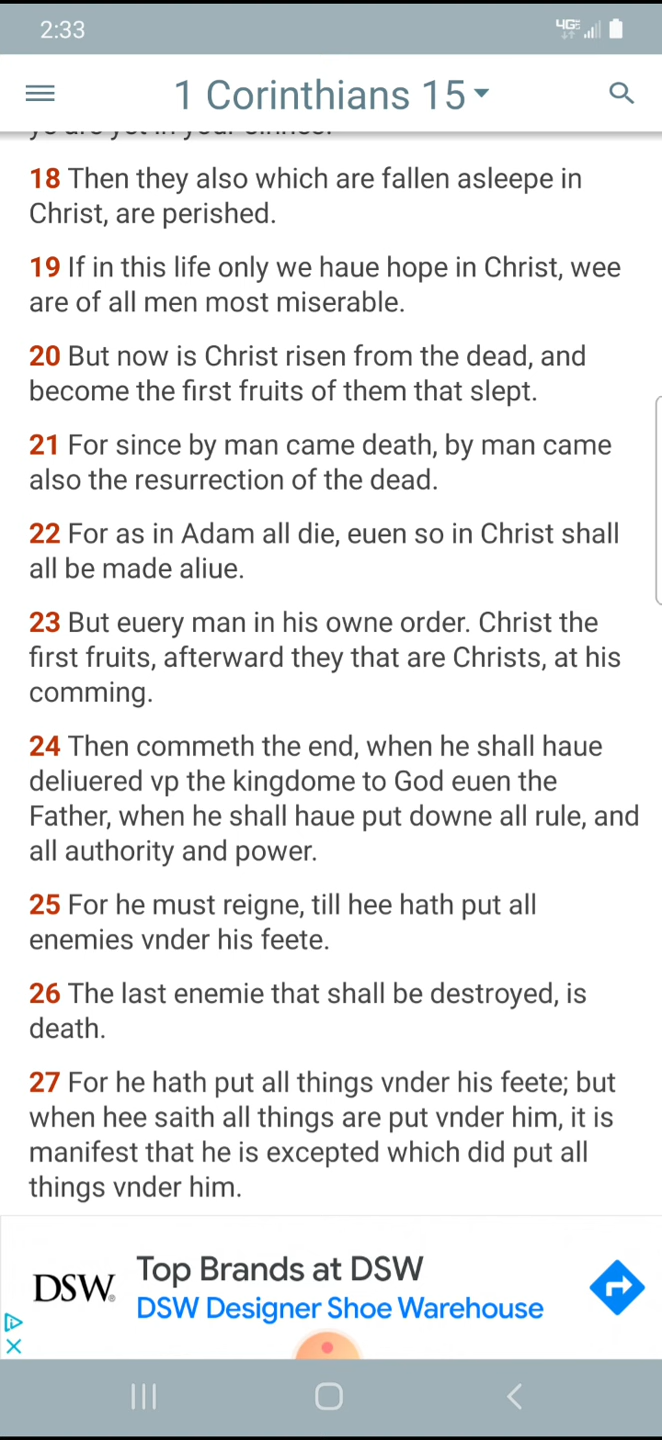 2:33
4GE
1 Corinthians 15
18 Then they also which are fallen asleepe in
Christ, are perished.
19 If in this life only we haue hope in Christ, wee
are of all men most miserable.
20 But now is Christ risen from the dead, and
become the first fruits of them that slept.
21 For since by man came death, by man came
also the resurrection of the dead.
22 For as in Adam all die, euen so in Christ shall
all be made aliue.
23 But euery man in his owne order. Christ the
first fruits, afterward they that are Christs, at his
comming.
24 Then commeth the end, when he shall haue
deliuered vp the kingdome to God euen the
Father, when he shall haue put downe all rule, and
all authority and power.
25 For he must reigne, till hee hath put all
enemies vnder his feete.
26 The last enemie that shall be destroyed, is
death.
27 For he hath put all things vnder his feete; but
when hee saith all things are put vnder him, it is
manifest that he is excepted which did put all
things vnder him.
DSW
Top Brands at DSW
DSW Designer Shoe Warehouse